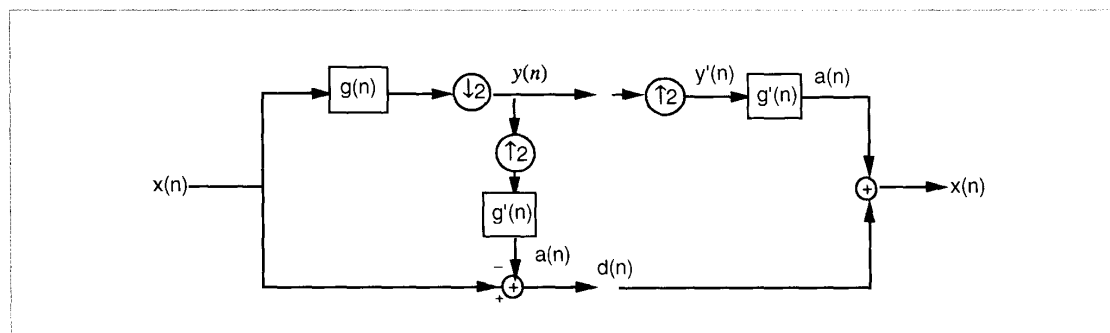 g(n) ↓2 y(n) ↑2 y'(n) g'(n) a(n)
↑2
x(n) + x(n)
g'(n)
a(n)
− + d(n)
+